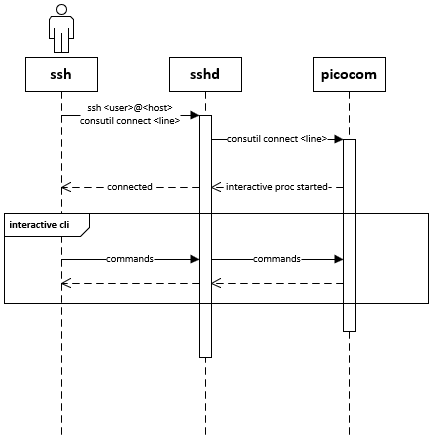 ssh
sshd
picocom
ssh <user>@<host>
consutil connect <line>
consutil connect <line>
connected
interactive proc started
interactive cli
commands
commands